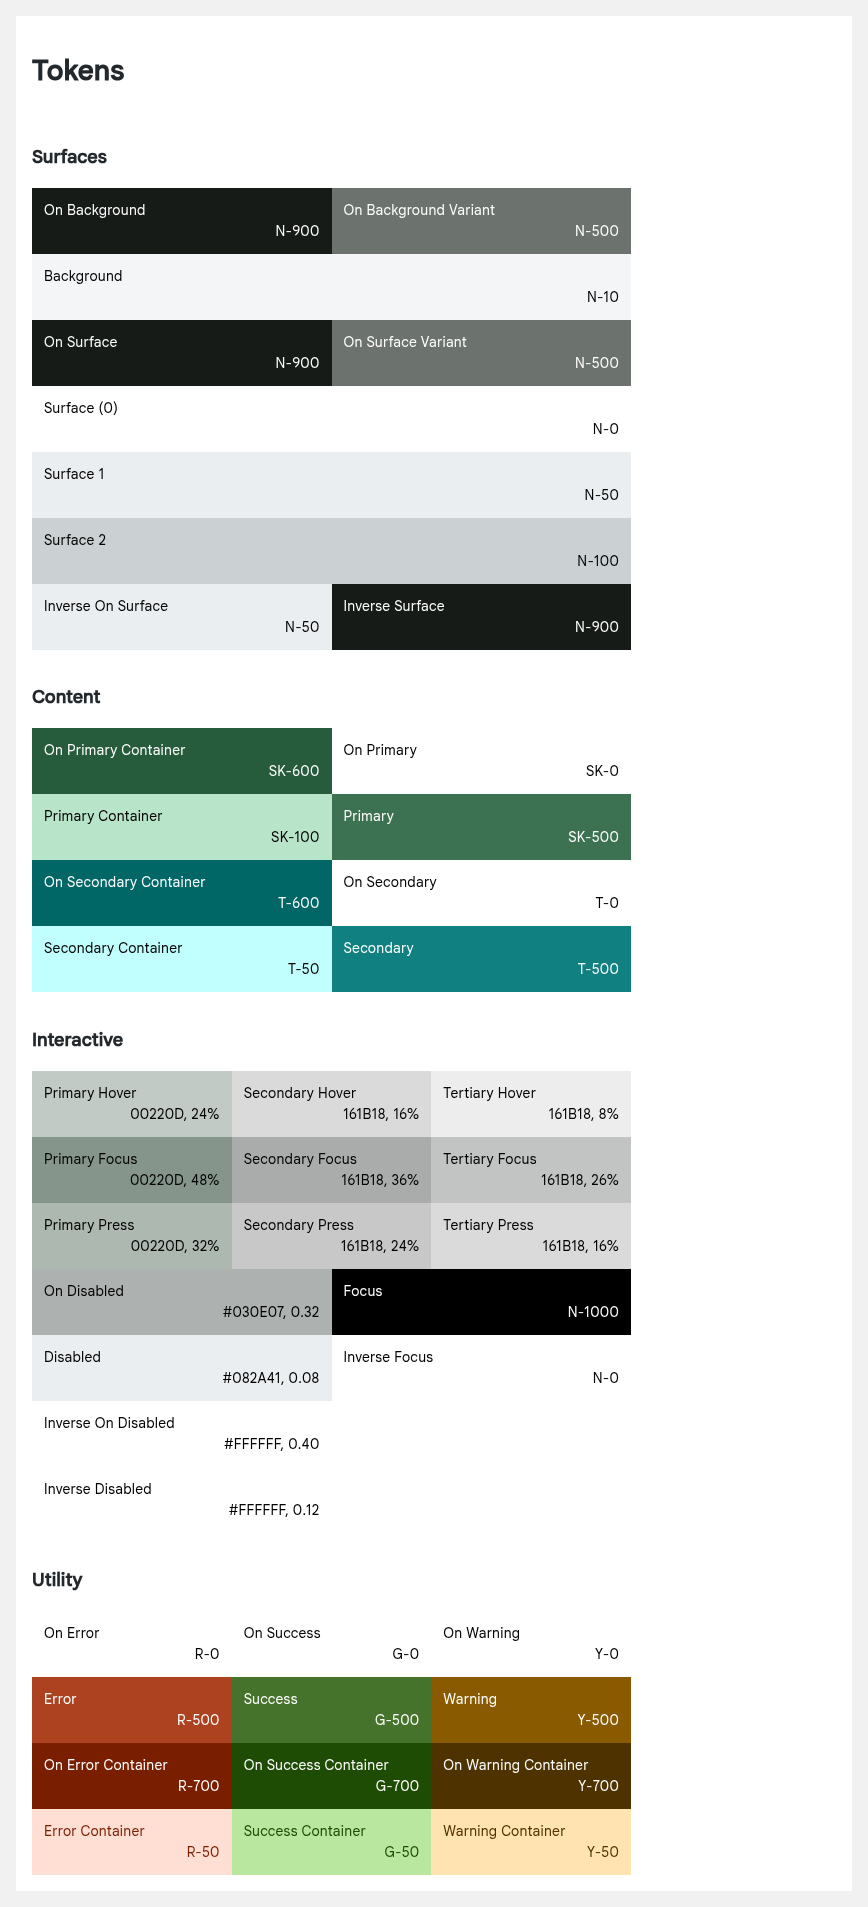 Tokens
Surfaces
On Background
N-900
On Background Variant
N-500
Background
N-10
On Surface
N-900
On Surface Variant
N-500
Surface (0)
N-0
Surface 1
N-50
Surface 2
N-100
Inverse On Surface
N-50
Inverse Surface
N-900
Content
On Primary Container
SK-600
On Primary
SK-0
Primary Container
SK-100
Primary
SK-500
On Secondary Container
T-600
On Secondary
T-0
Secondary Container
T-50
Secondary
T-500
Interactive
Primary Hover
00220D, 24%
Secondary Hover
161B18, 16%
Tertiary Hover
161B18, 8%
Primary Focus
00220D, 48%
Secondary Focus
161B18, 36%
Tertiary Focus
161B18, 26%
Primary Press
00220D, 32%
Secondary Press
161B18, 24%
Tertiary Press
161B18, 16%
On Disabled
#030E07, 0.32
Focus
N-1000
Disabled
#082A41, 0.08
Inverse Focus
N-0
Inverse On Disabled
#FFFFFF, 0.40
Inverse Disabled
#FFFFFF, 0.12
Utility
On Error
R-0
On Success
G-0
On Warning
Y-0
Error
R-500
Success
G-500
Warning
Y-500
On Error Container
R-700
On Success Container
G-700
On Warning Container
Y-700
Error Container
R-50
Success Container
G-50
Warning Container
Y-50